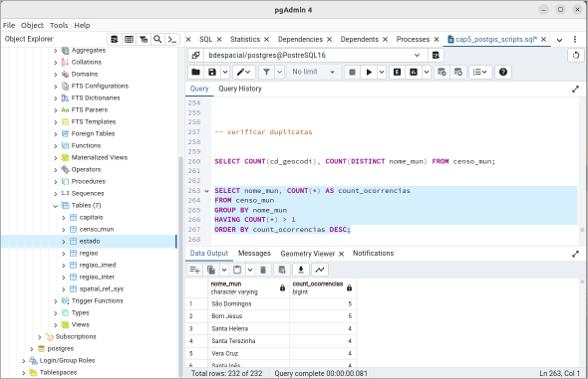 pgAdmin 4
File Object Tools Help
Object Explorer
SQL Statistics Dependencies Dependents Processes cap5_postgis_scripts.sql*
bdespacial/postgres@PostreSQL16
No limit
Query Query History
Aggregates
Collations
Domains
FTS Configurations
FTS Dictionaries
FTS Parsers
FTS Templates
Foreign Tables
Functions
Materialized Views
Operators
Procedures
Sequences
Tables (7)
capitais
censo_mun
estado
regiao
regiao_imed
regiao_inter
spatial_ref_sys
Trigger Functions
Types
Views
Subscriptions
postgres
Login/Group Roles
Tablespaces
254
255
256
257 -- verificar duplicatas
258
259
260 SELECT COUNT(cd_geocodi), COUNT(DISTINCT nome_mun) FROM censo_mun;
261
262
263 SELECT nome_mun, COUNT(*) AS count_ocorrencias
264 FROM censo_mun
265 GROUP BY nome_mun
266 HAVING COUNT(*) > 1
267 ORDER BY count_ocorrencias DESC;
268
Data Output Messages Geometry Viewer Notifications
nome_mun count_ocorrencias
character varying bigint
1 São Domingos 5
2 Bom Jesus 5
3 Santa Helena 4
4 Santa Terezinha 4
5 Vera Cruz 4
6 Santa Inês 4
Total rows: 232 of 232 Query complete 00:00:00.081 Ln 263, Col 1